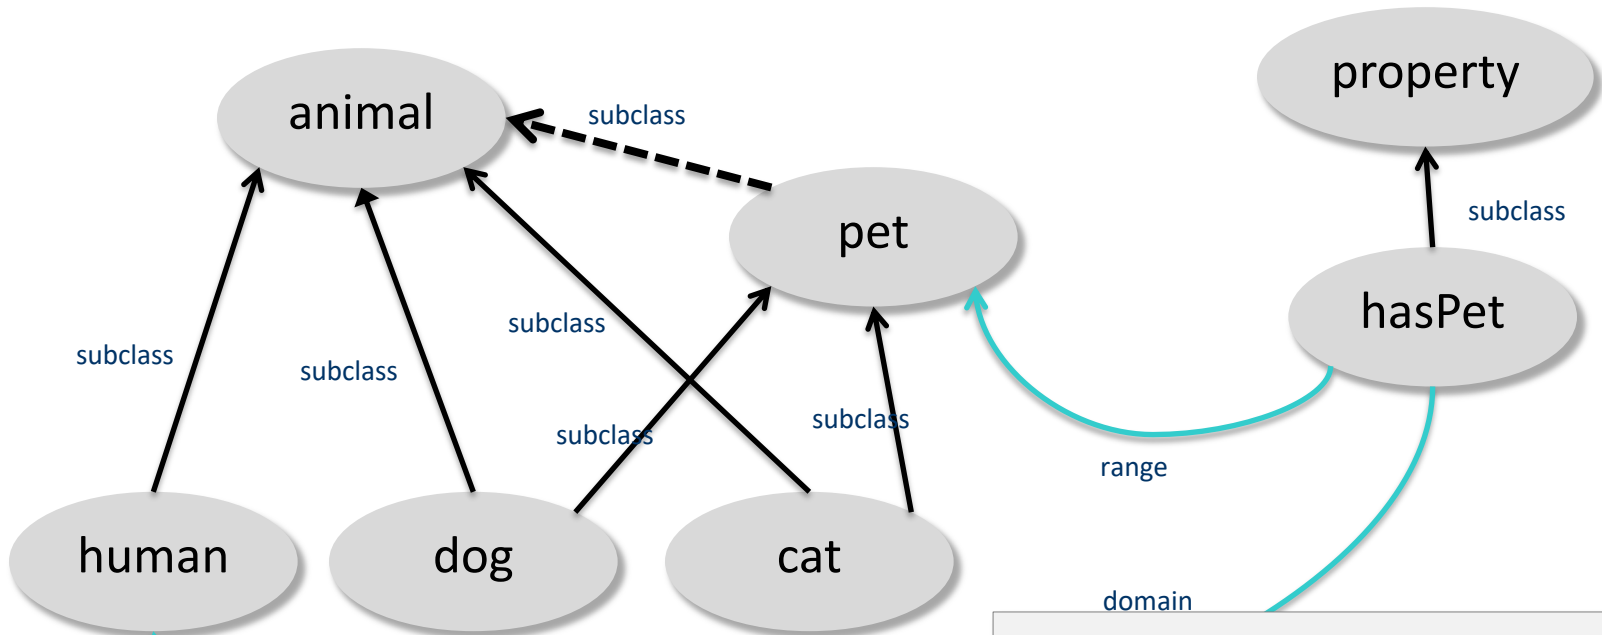 property
animal
subclass
pet
subclass
hasPet
subclass
subclass
subclass
subclass
subclass
range
human
dog
cat
domain